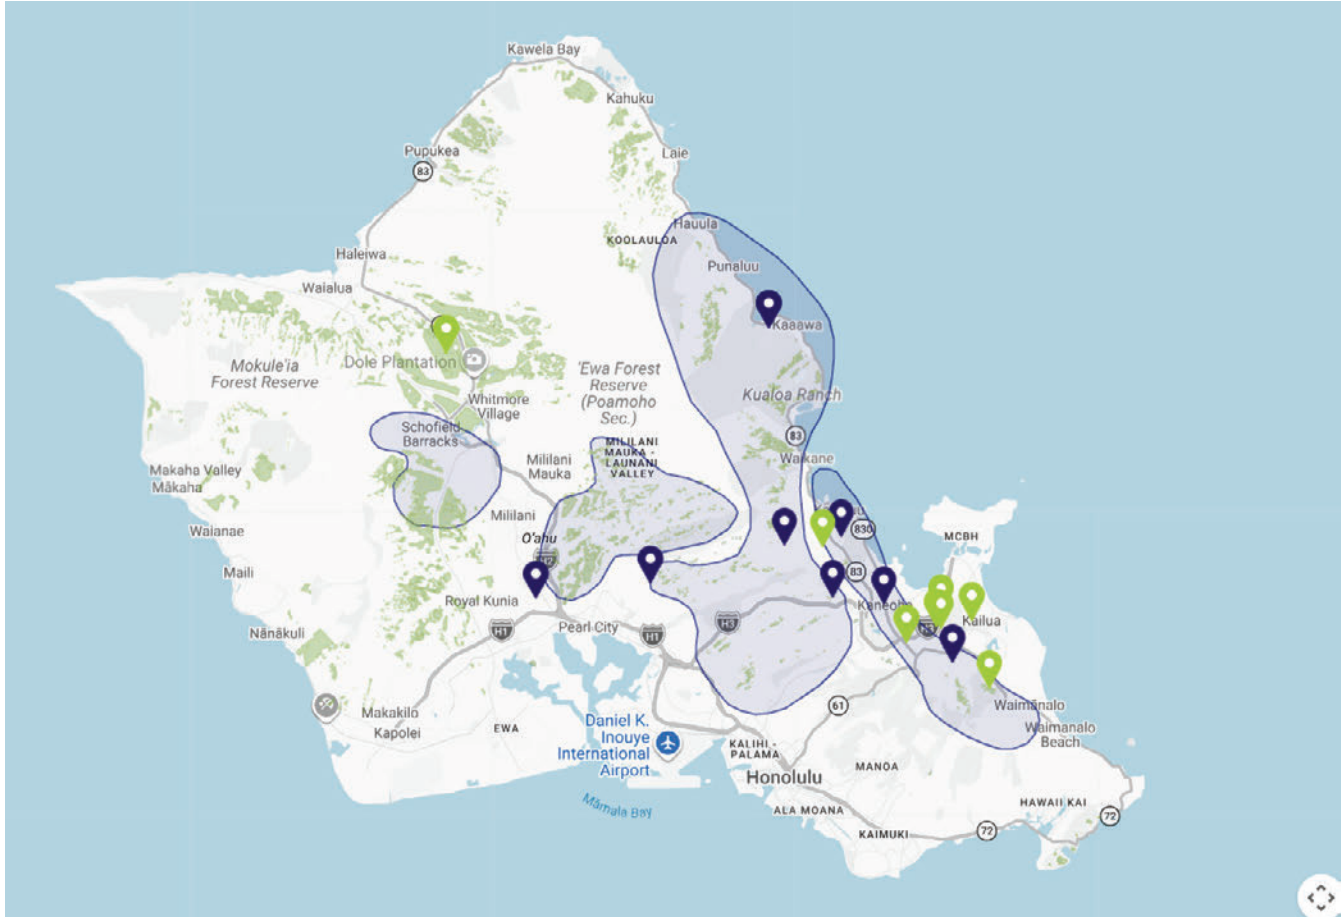 Kawela Bay
Kahuku
Pupukea
83
Laie
Hauula
KOOLAULOA
Haleiwa
Punaluu
Waialua
Kaaawa
Dole Plantation
Mokule'ia
Forest Reserve
'Ewa Forest
Reserve
(Poamoho
Sec.)
Kualoa Ranch
Whitmore
Village
Schofield
Barracks
83
MILILANI
MAUKA -
LAUNANI
VALLEY
Waikane
Mililani
Mauka
Makaha Valley
Mākaha
Mililani
Waianae
O'ahu
830
MCBH
H2
Maili
83
Royal Kunia
Kaneohe
Nānākuli
H1
Pearl City
H1
H3
H3
Kailua
Makakilo
Kapolei
EWA
61
Waimānalo
Waimanalo
Beach
Daniel K.
Inouye
International
Airport
KALIHI -
PALAMA
Honolulu
MANOA
Māmala Bay
ALA MOANA
HAWAII KAI
KAIMUKI
72
72